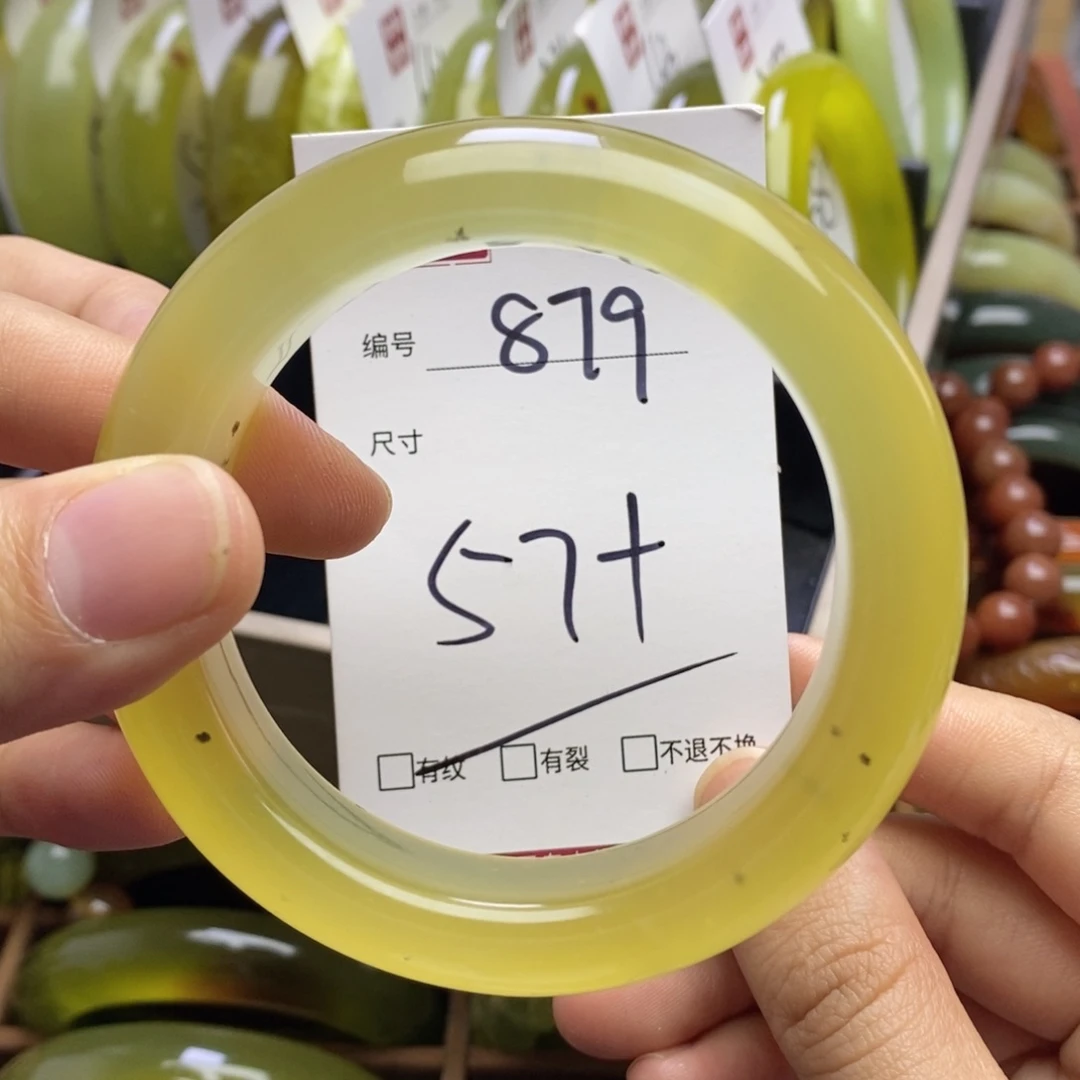 编号 879
尺寸
57+
有纹 有裂 不退不换